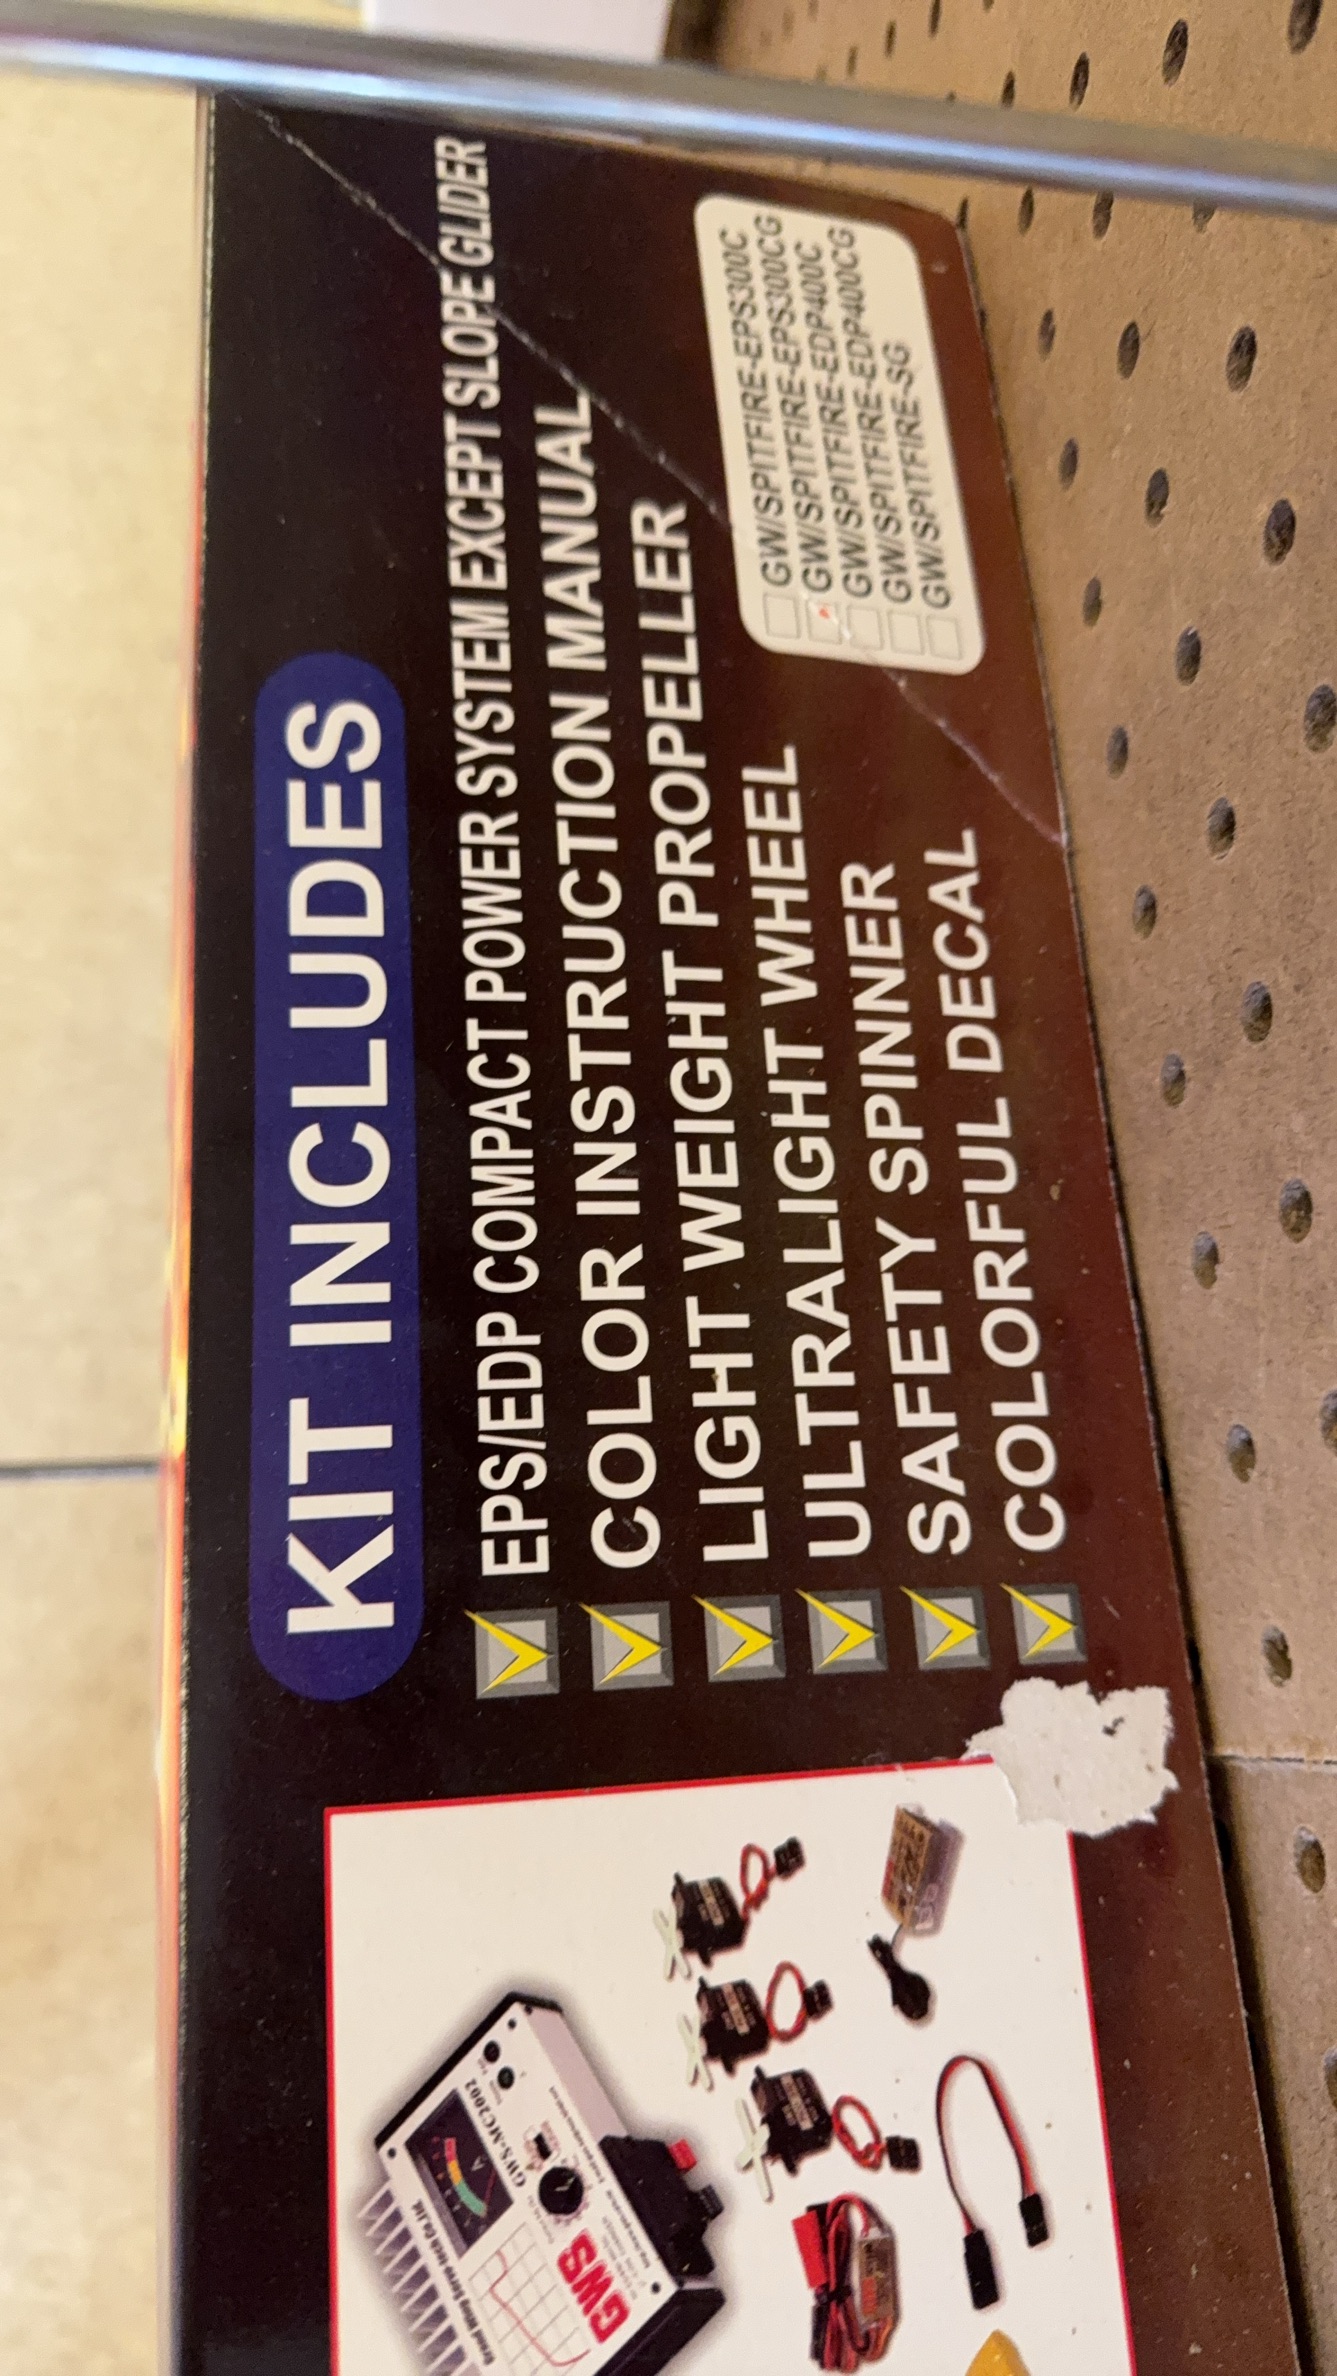 KIT INCLUDES
EPS/EDP COMPACT POWER SYSTEM EXCEPT SLOPE GLIDER
COLOR INSTRUCTION MANUAL
LIGHT WEIGHT PROPELLER
ULTRALIGHT WHEEL
SAFETY SPINNER
COLORFUL DECAL
GW/SPITFIRE-EPS300C
GW/SPITFIRE-EPS300CG
GW/SPITFIRE-EDP400C
GW/SPITFIRE-EDP400CG
GW/SPITFIRE-SG
GWS-MC2002
GWS